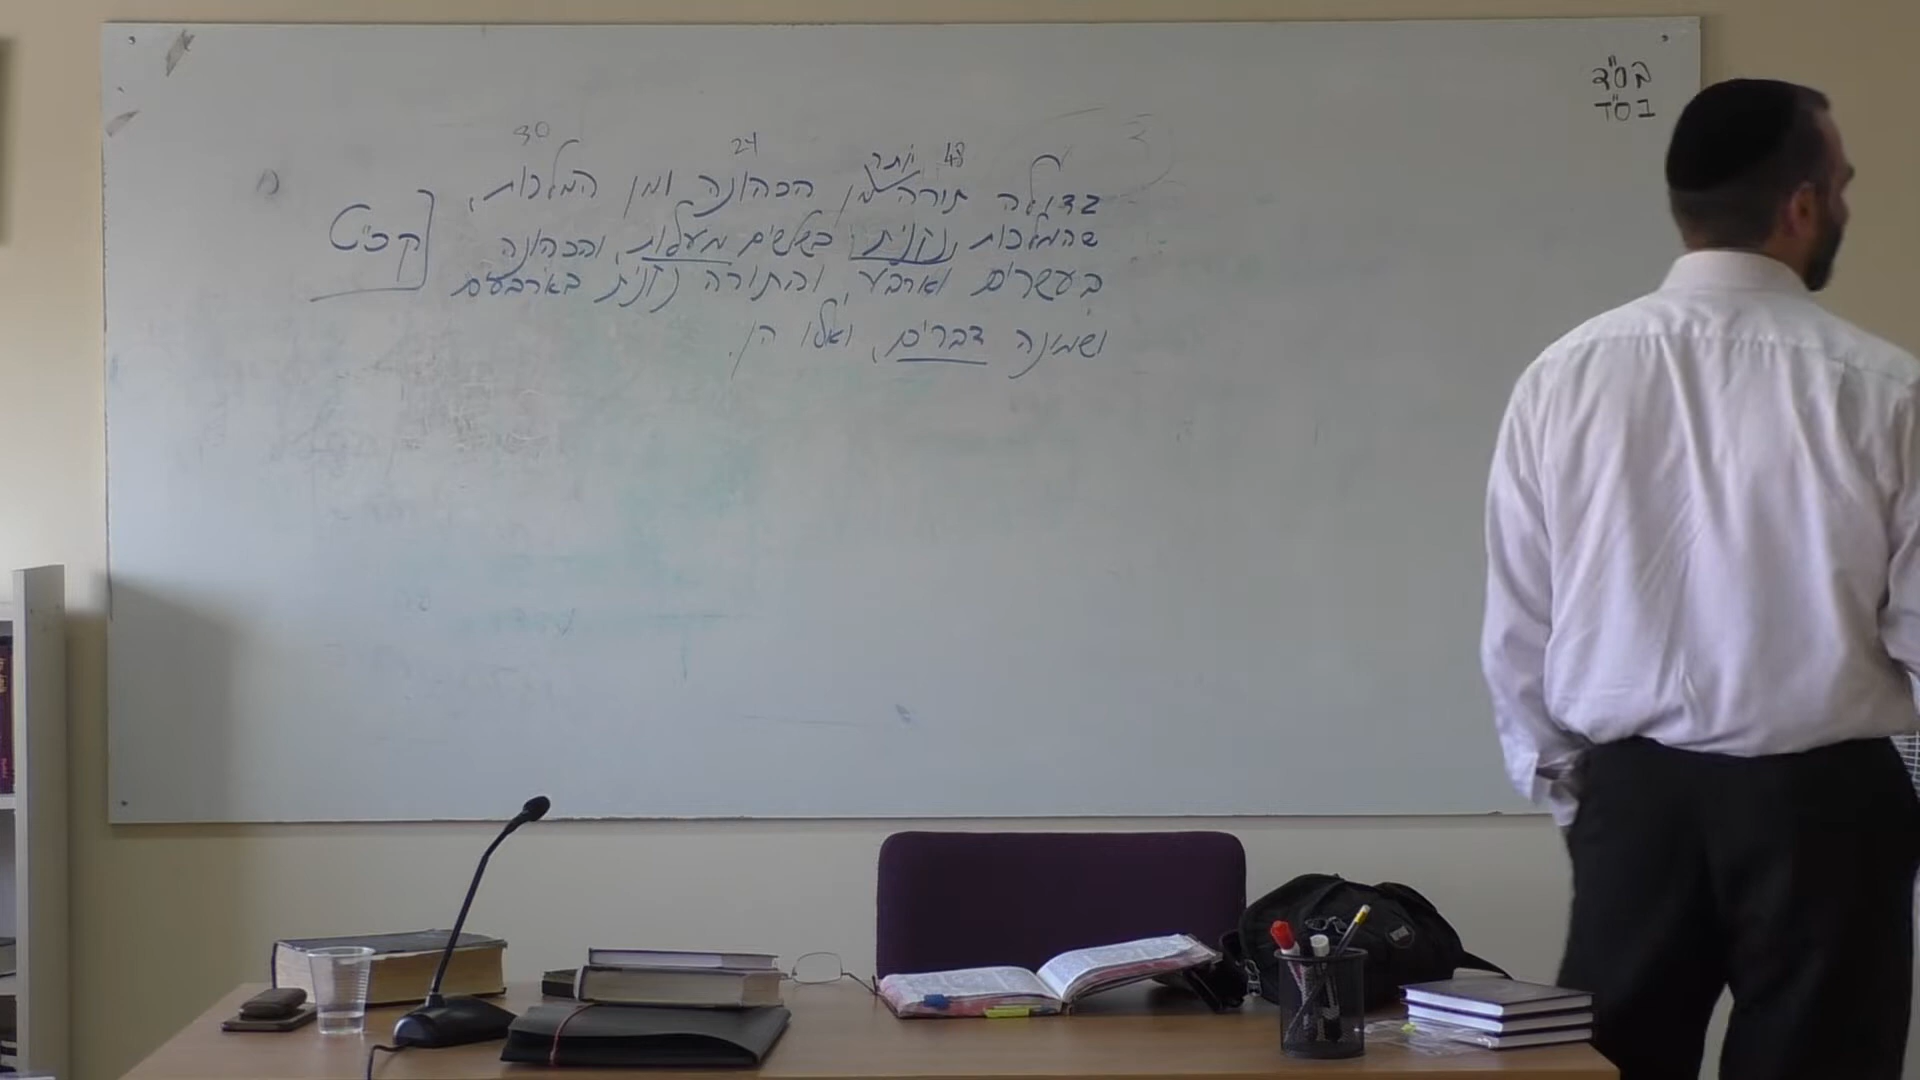 בס"ד
בס"ד
48 24 30
יותר
גדולה תורה מן הכהונה ומן המלכות,
שהמלכות נקנית בשלשים מעלות, והכהונה
בעשרים וארבע, והתורה נקנית בארבעים
ושמונה דברים, ואלו הן.